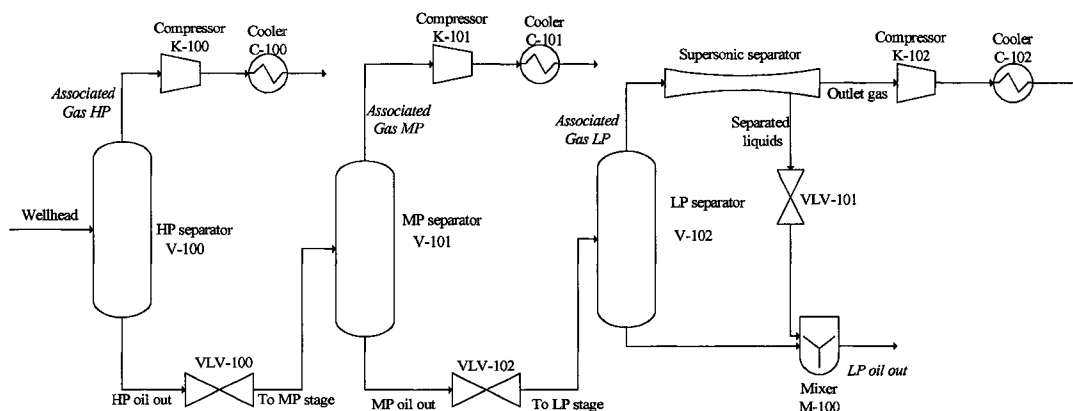 Compressor
K-100
Cooler
C-100
Associated
Gas HP
Wellhead
HP separator
V-100
HP oil out
VLV-100
To MP stage
Compressor
K-101
Cooler
C-101
Associated
Gas MP
MP separator
V-101
MP oil out
VLV-102
To LP stage
Supersonic separator
Compressor
K-102
Cooler
C-102
Outlet gas
Associated
Gas LP
Separated
liquids
VLV-101
LP separator
V-102
LP oil out
Mixer
M-100